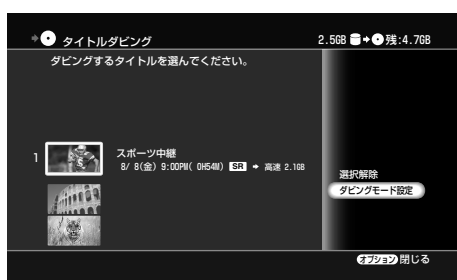 タイトルダビング
2.5GB 残:4.7GB
ダビングするタイトルを選んでください。
1
スポーツ中継
8/ 8(金) 9:00PM( 0H54M) SR 高速 2.1GB
選択解除
ダビングモード設定
オプション 閉じる